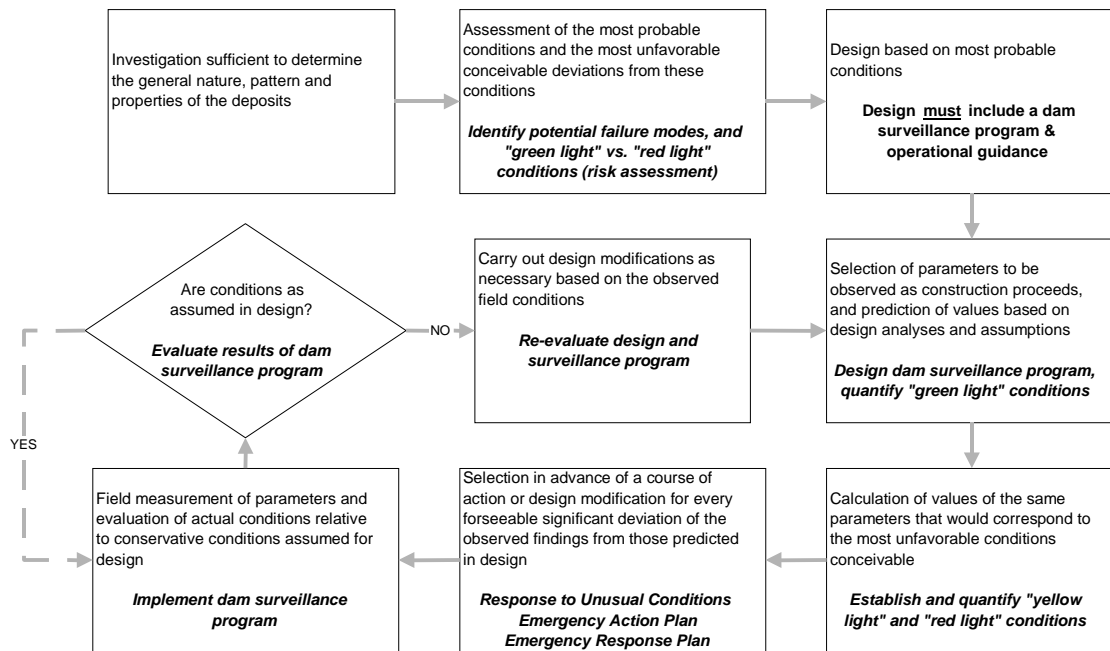 Investigation sufficient to determine
the general nature, pattern and
properties of the deposits
Assessment of the most probable
conditions and the most unfavorable
conceivable deviations from these
conditions
Identify potential failure modes, and
"green light" vs. "red light"
conditions (risk assessment)
Design based on most probable
conditions
Design must include a dam
surveillance program &
operational guidance
Selection of parameters to be
observed as construction proceeds,
and prediction of values based on
design analyses and assumptions
Design dam surveillance program,
quantify "green light" conditions
Calculation of values of the same
parameters that would correspond to
the most unfavorable conditions
conceivable
Establish and quantify "yellow
light" and "red light" conditions
Selection in advance of a course of
action or design modification for every
forseeable significant deviation of the
observed findings from those predicted
in design
Response to Unusual Conditions
Emergency Action Plan
Emergency Response Plan
Field measurement of parameters and
evaluation of actual conditions relative
to conservative conditions assumed for
design
Implement dam surveillance
program
Are conditions as
assumed in design?
Evaluate results of dam
surveillance program
YES
NO
Carry out design modifications as
necessary based on the observed
field conditions
Re-evaluate design and
surveillance program